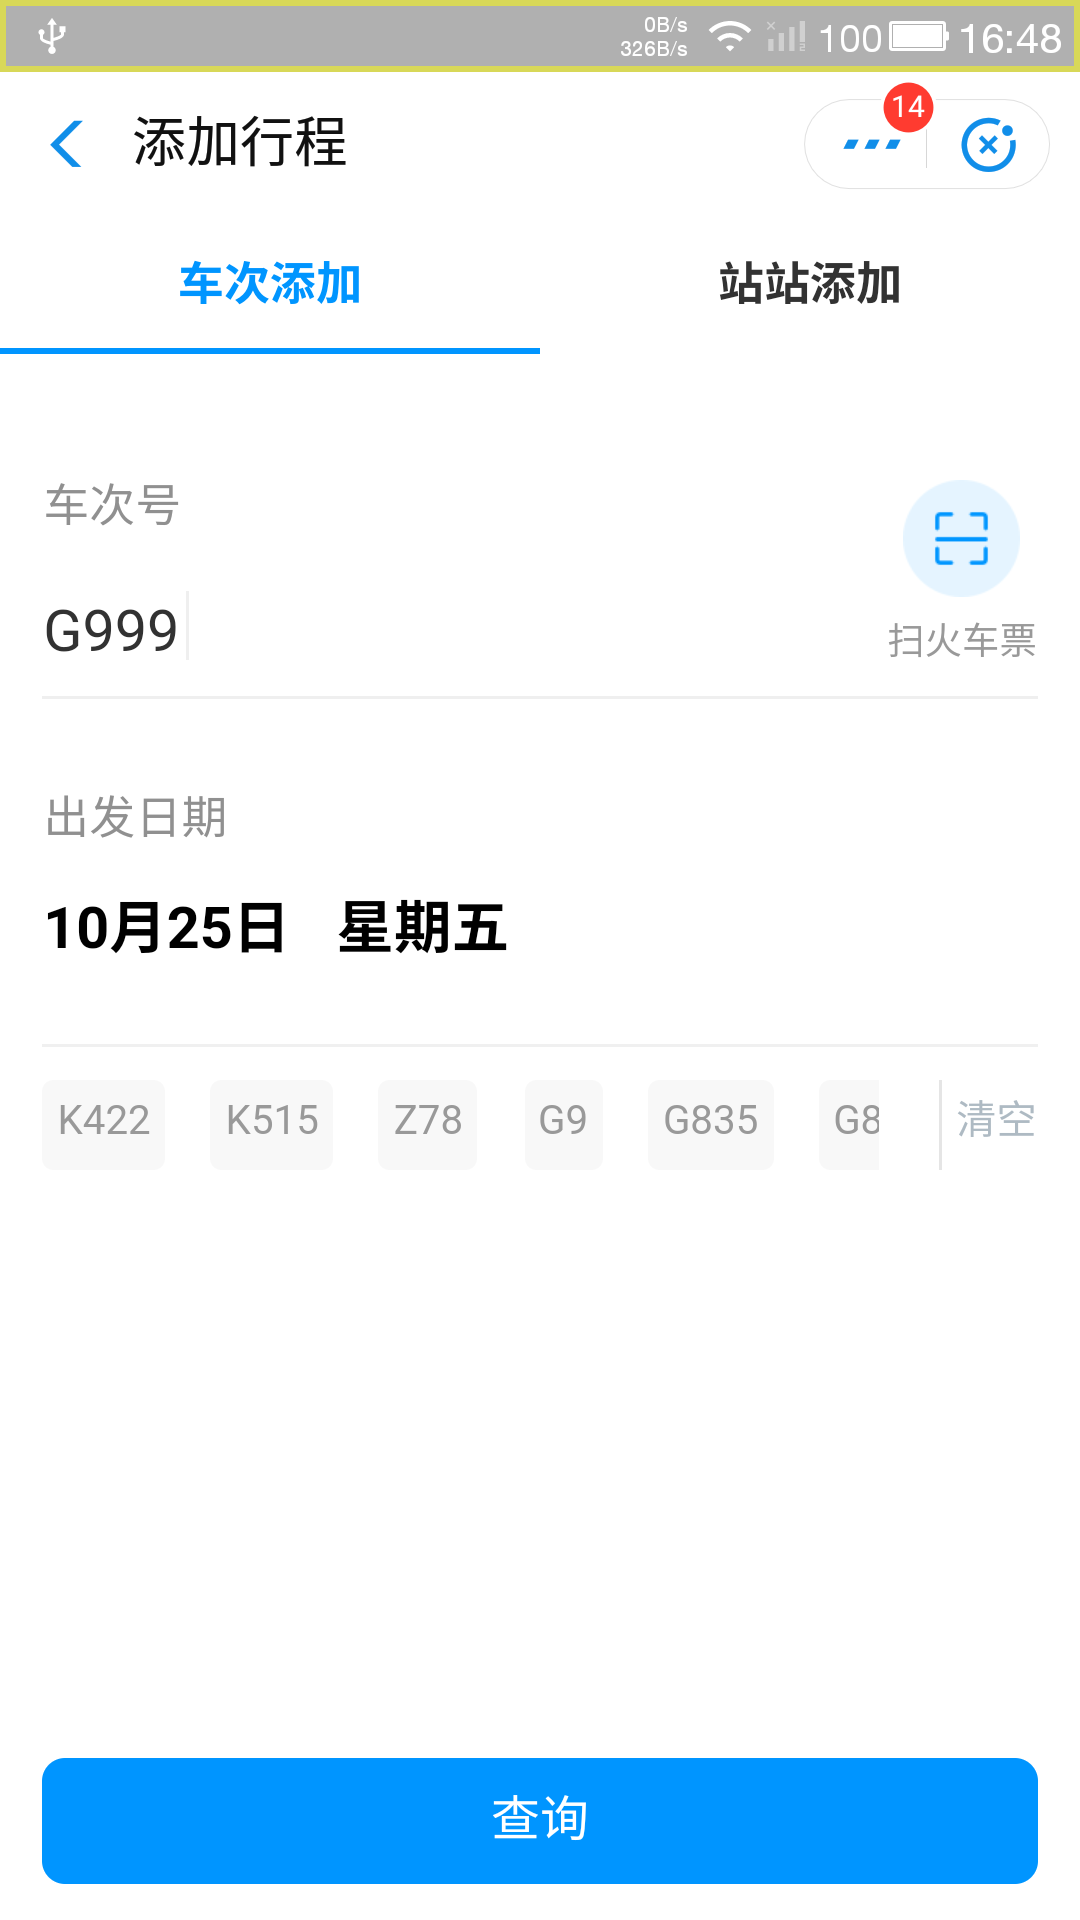 0B/s
326B/s
100
16:48
添加行程
14
车次添加
站站添加
车次号
G999
扫火车票
出发日期
10月25日 星期五
K422
K515
Z78
G9
G835
G8
清空
查询